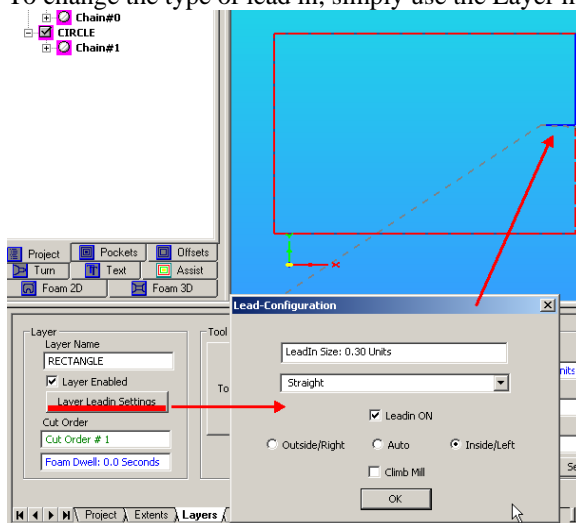 To change the type of lead in, simply use the Layer
Chain#0
CIRCLE
Chain#1
Project Pockets Offsets
Turn Text Assist
Foam 2D Foam 3D
Lead-Configuration
Layer
Tool
Layer Name
RECTANGLE
LeadIn Size: 0.30 Units
Layer Enabled
Straight
Layer Leadin Settings
Leadin ON
Cut Order
Cut Order # 1
Outside/Right Auto Inside/Left
Foam Dwell: 0.0 Seconds
Climb Mill
OK
Project Extents Layers